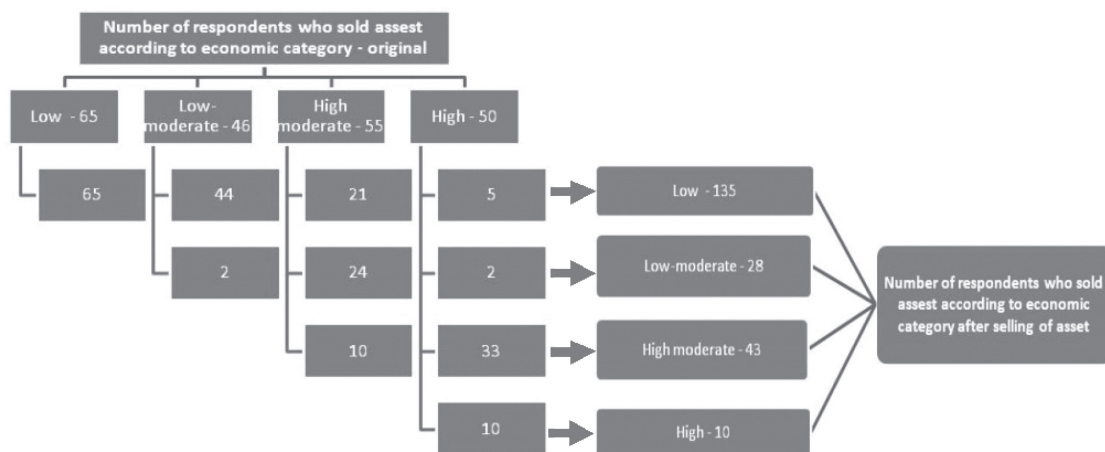 Number of respondents who sold assest
according to economic category - original
Low - 65
Low-
moderate - 46
High
moderate - 55
High - 50
65
44
21
5
Low - 135
2
24
2
Low-moderate - 28
10
33
High moderate - 43
10
High - 10
Number of respondents who sold
assest according to economic
category after selling of asset